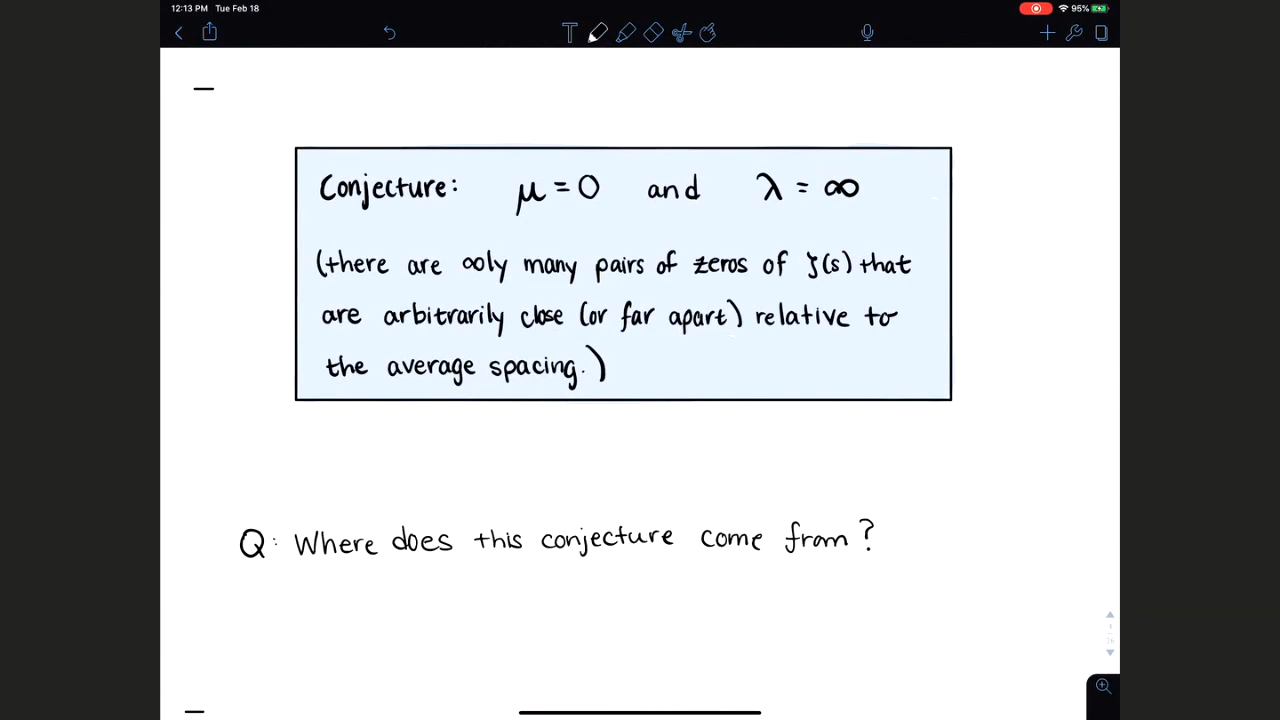 12:13 PM Tue Feb 18
95%
T
Conjecture: μ = 0 and λ = ∞
(there are ∞ly many pairs of zeros of ζ(s) that
are arbitrarily close (or far apart) relative to
the average spacing.)
Q: Where does this conjecture come from?